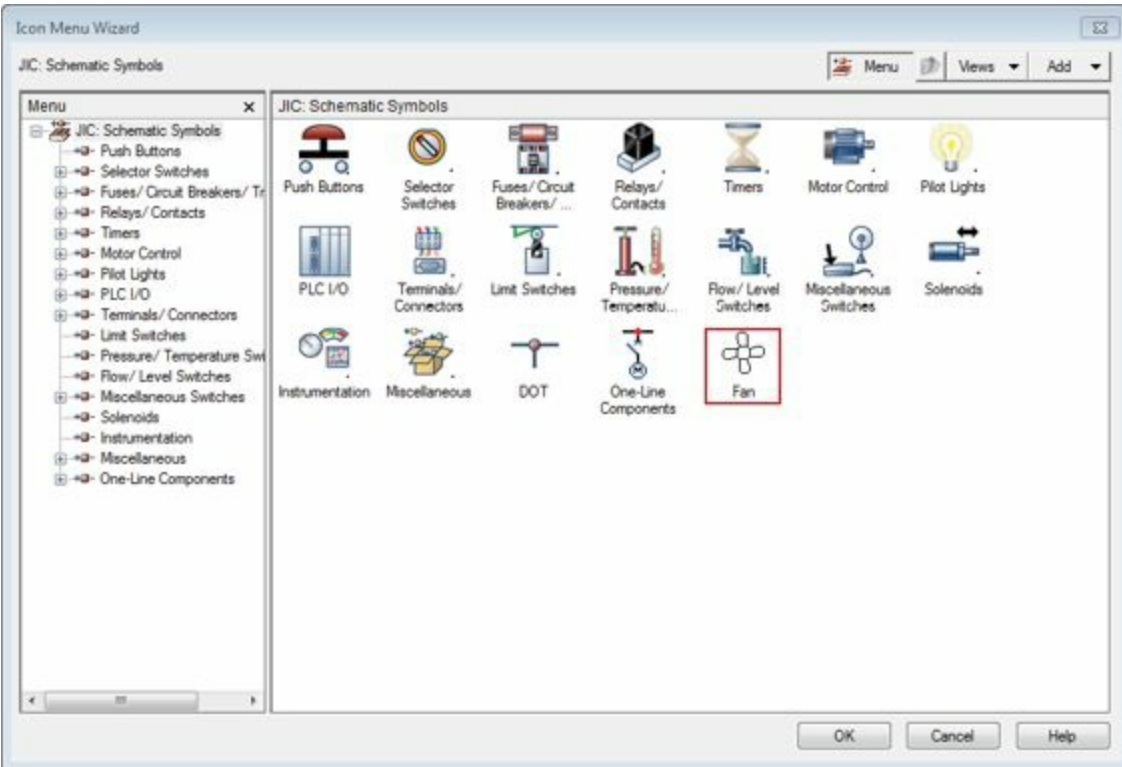 Icon Menu Wizard
JIC: Schematic Symbols
Menu
Views
Add
Menu
JIC: Schematic Symbols
Push Buttons
Selector Switches
Fuses/ Circuit Breakers/ Tr
Relays/ Contacts
Timers
Motor Control
Pilot Lights
PLC I/O
Terminals/ Connectors
Limit Switches
Pressure/ Temperature Swi
Flow/ Level Switches
Miscellaneous Switches
Solenoids
Instrumentation
Miscellaneous
One-Line Components
JIC: Schematic Symbols
Push Buttons
Selector
Switches
Fuses/ Circuit
Breakers/ ...
Relays/
Contacts
Timers
Motor Control
Pilot Lights
PLC I/O
Terminals/
Connectors
Limit Switches
Pressure/
Temperatu...
Flow/ Level
Switches
Miscellaneous
Switches
Solenoids
Instrumentation
Miscellaneous
DOT
One-Line
Components
Fan
OK
Cancel
Help